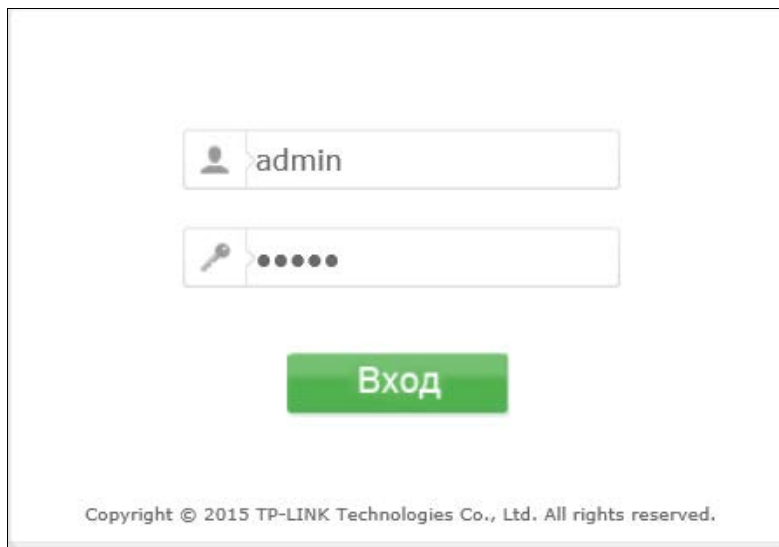 admin
•••••
Вход
Copyright © 2015 TP-LINK Technologies Co., Ltd. All rights reserved.